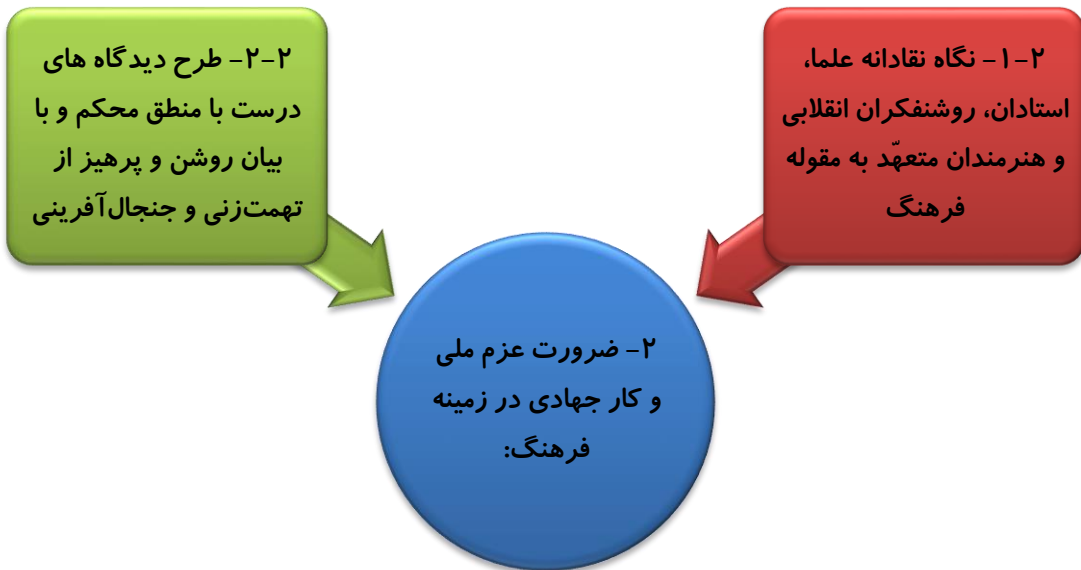 ۲-۱- نگاه نقادانه علما،
استادان، روشنفکران انقلابی
و هنرمندان متعهّد به مقوله
فرهنگ
۲-۲- طرح دیدگاه های
درست با منطق محکم و با
بیان روشن و پرهیز از
تهمت‌زنی و جنجال‌آفرینی
۲- ضرورت عزم ملی
و کار جهادی در زمینه
فرهنگ: